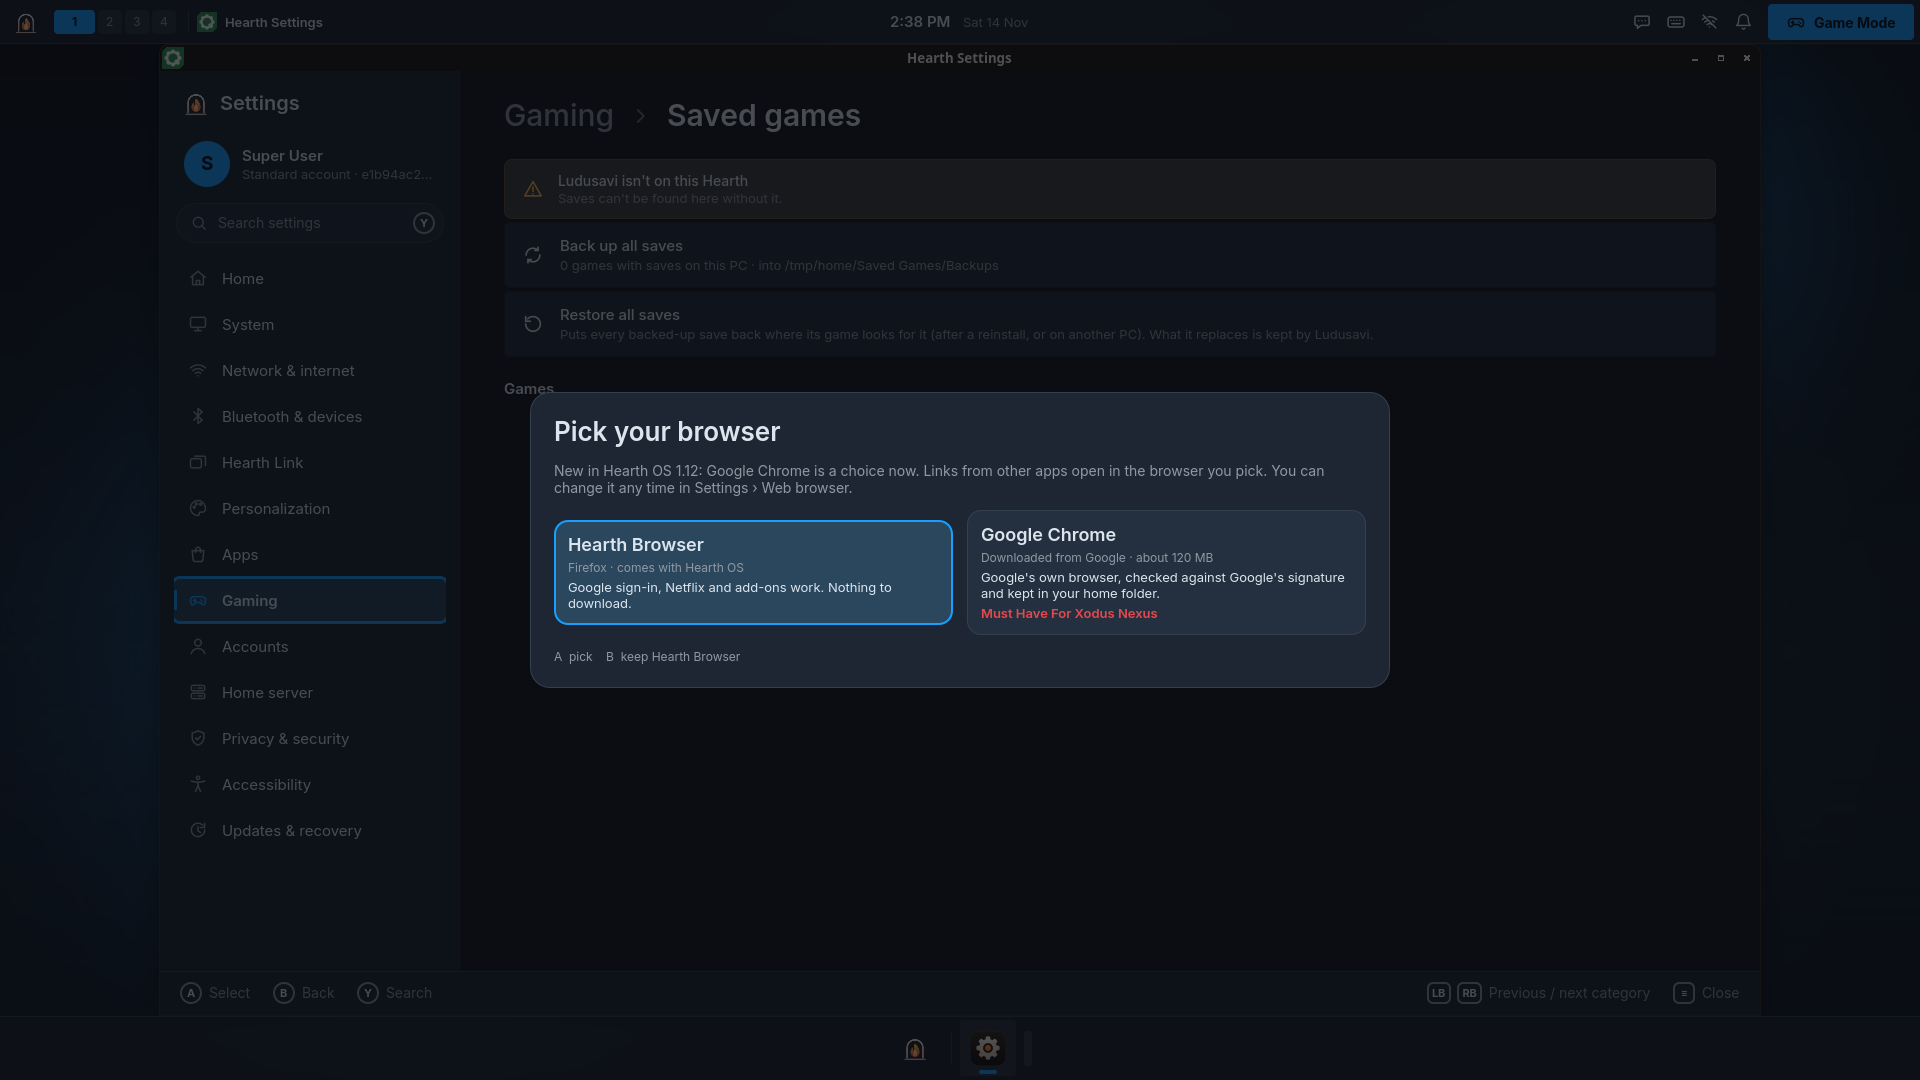 1 2 3 4 Hearth Settings 2:38 PM Sat 14 Nov Game Mode
Hearth Settings
Settings
S
Super User
Standard account · e1b94ac2...
Search settings Y
Home
System
Network & internet
Bluetooth & devices
Hearth Link
Personalization
Apps
Gaming
Accounts
Home server
Privacy & security
Accessibility
Updates & recovery
Gaming > Saved games
Ludusavi isn't on this Hearth
Saves can't be found here without it.
Back up all saves
0 games with saves on this PC · into /tmp/home/Saved Games/Backups
Restore all saves
Puts every backed-up save back where its game looks for it (after a reinstall, or on another PC). What it replaces is kept by Ludusavi.
Games
Pick your browser
New in Hearth OS 1.12: Google Chrome is a choice now. Links from other apps open in the browser you pick. You can
change it any time in Settings › Web browser.
Hearth Browser
Firefox · comes with Hearth OS
Google sign-in, Netflix and add-ons work. Nothing to
download.
Google Chrome
Downloaded from Google · about 120 MB
Google's own browser, checked against Google's signature
and kept in your home folder.
Must Have For Xodus Nexus
A pick B keep Hearth Browser
A Select B Back Y Search LB RB Previous / next category ≡ Close